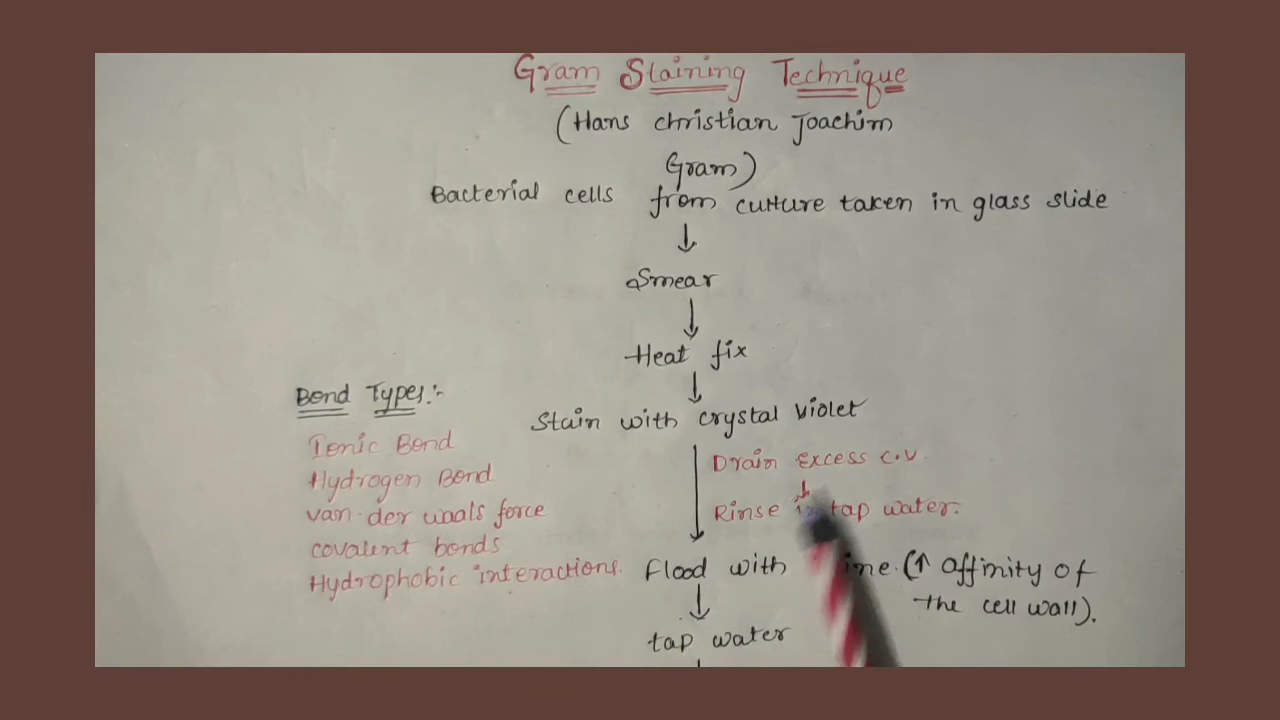 Gram Staining Technique
(Hans christian Joachim
Gram)
Bacterial cells from culture taken in glass slide
↓
Smear
↓
Heat fix
↓
Stain with crystal violet
↓ Drain excess c.v.
↓
Rinse in tap water.
Flood with (↑ affinity of
the cell wall).
↓
tap water
Bond Types:-
Ionic Bond
Hydrogen Bond
van der waals force
covalent bonds
Hydrophobic interactions.